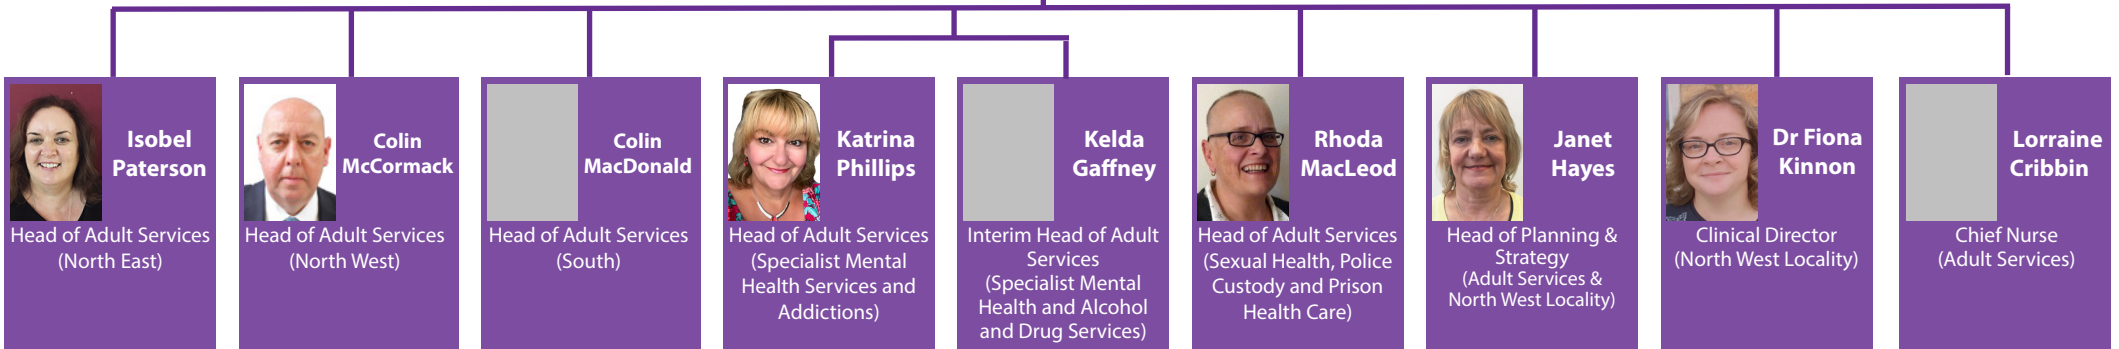 Isobel
Paterson
Head of Adult Services
(North East)
Colin
McCormack
Head of Adult Services
(North West)
Colin
MacDonald
Head of Adult Services
(South)
Katrina
Phillips
Head of Adult Services
(Specialist Mental
Health Services and
Addictions)
Kelda
Gaffney
Interim Head of Adult
Services
(Specialist Mental
Health and Alcohol
and Drug Services)
Rhoda
MacLeod
Head of Adult Services
(Sexual Health, Police
Custody and Prison
Health Care)
Janet
Hayes
Head of Planning &
Strategy
(Adult Services &
North West Locality)
Dr Fiona
Kinnon
Clinical Director
(North West Locality)
Lorraine
Cribbin
Chief Nurse
(Adult Services)